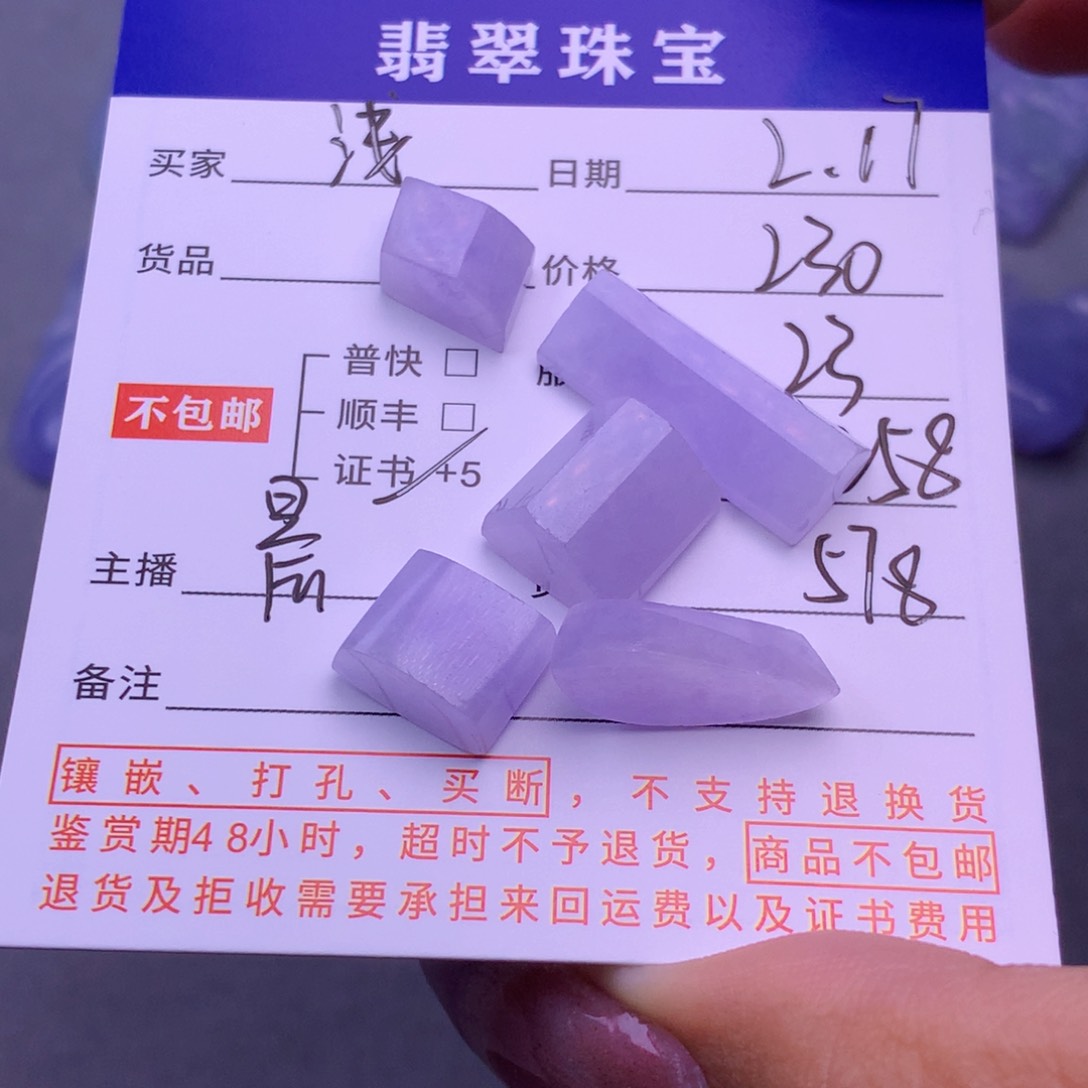 翡翠珠宝
买家 浅 日期 2.17
货品 价格 230
普快 23
不包邮 顺丰
证书 +5 58
主播 578
备注
镶嵌、打孔、买断，不支持退换货
鉴赏期48小时，超时不予退货，商品不包邮
退货及拒收需要承担来回运费以及证书费用